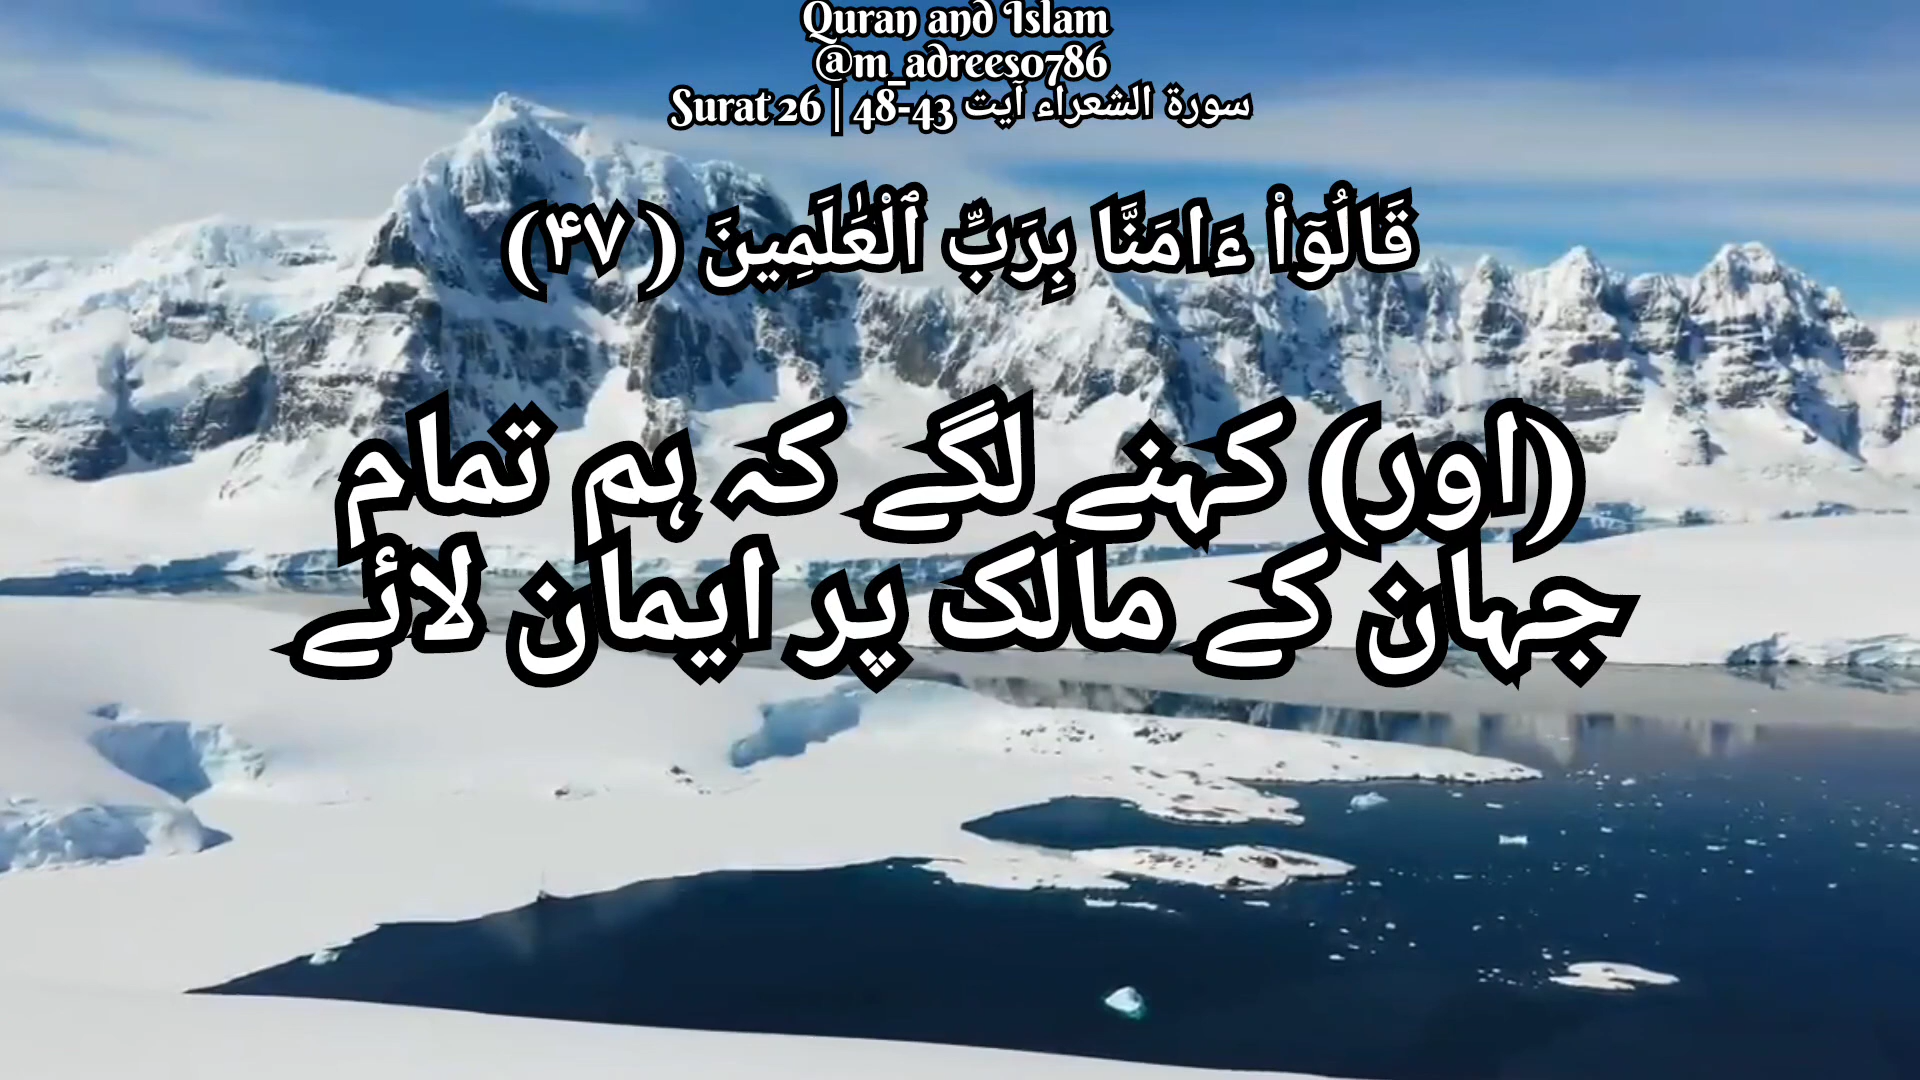 Quran and Islam
@m_adrees0786
Surat 26 | 48-43 سورة الشعراء آیت
قَالُوٓا۟ ءَامَنَّا بِرَبِّ ٱلْعَٰلَمِينَ (۴۷)
(اور) کہنے لگے کہ ہم تمام
جہان کے مالک پر ایمان لائے